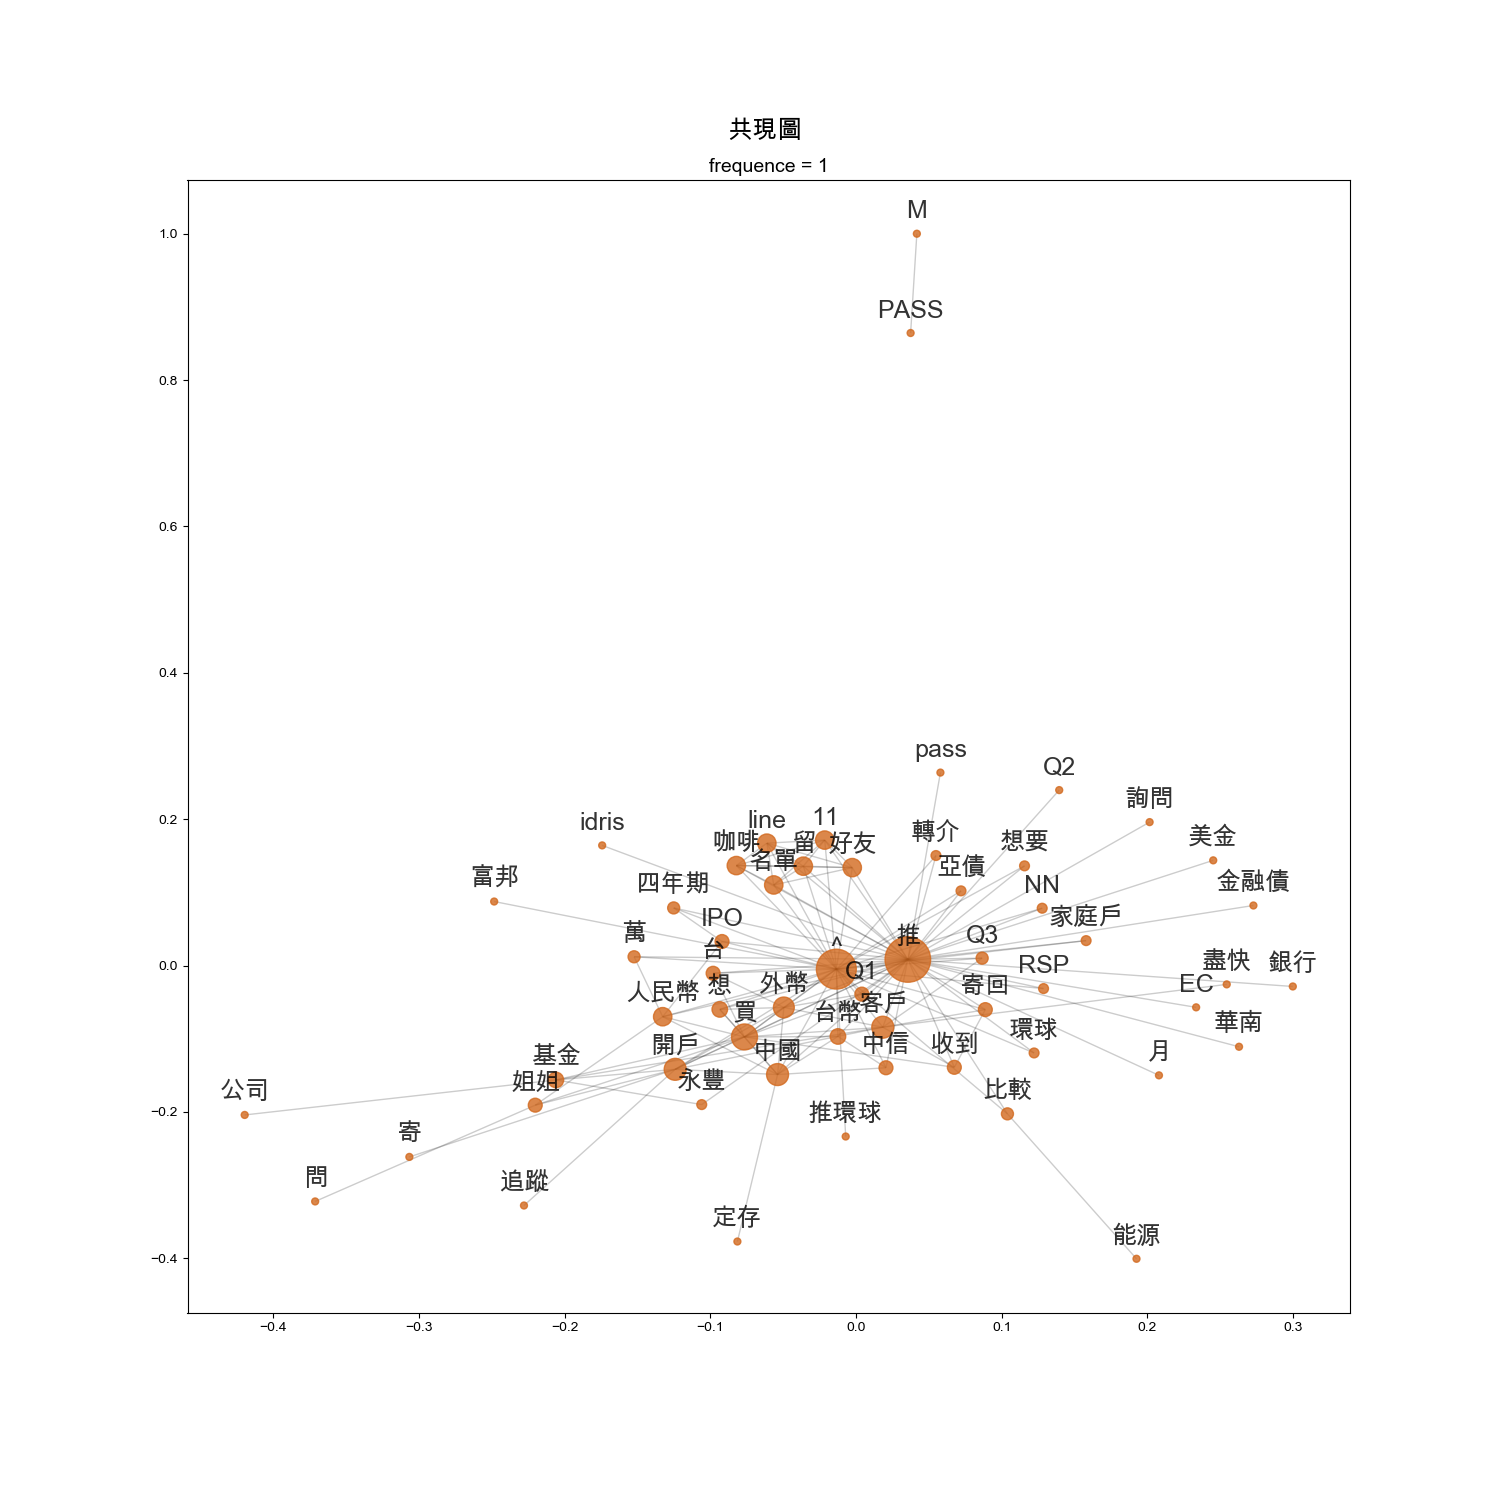 共現圖
frequence = 1
M
1.0
PASS
0.8
0.6
0.4
pass
Q2
詢問
0.2
idris
line
11
轉介
想要
美金
咖啡
名單
留
好友
亞債
金融債
富邦
四年期
NN
IPO
家庭戶
萬
台
^
推
Q3
0.0
RSP
盡快
銀行
人民幣
想
外幣
Q1
寄回
EC
買
台幣
客戶
環球
華南
基金
開戶
中國
中信
收到
月
公司
姐姐
永豐
比較
−0.2
推環球
寄
問
追蹤
定存
能源
−0.4
−0.4 −0.3 −0.2 −0.1 0.0 0.1 0.2 0.3